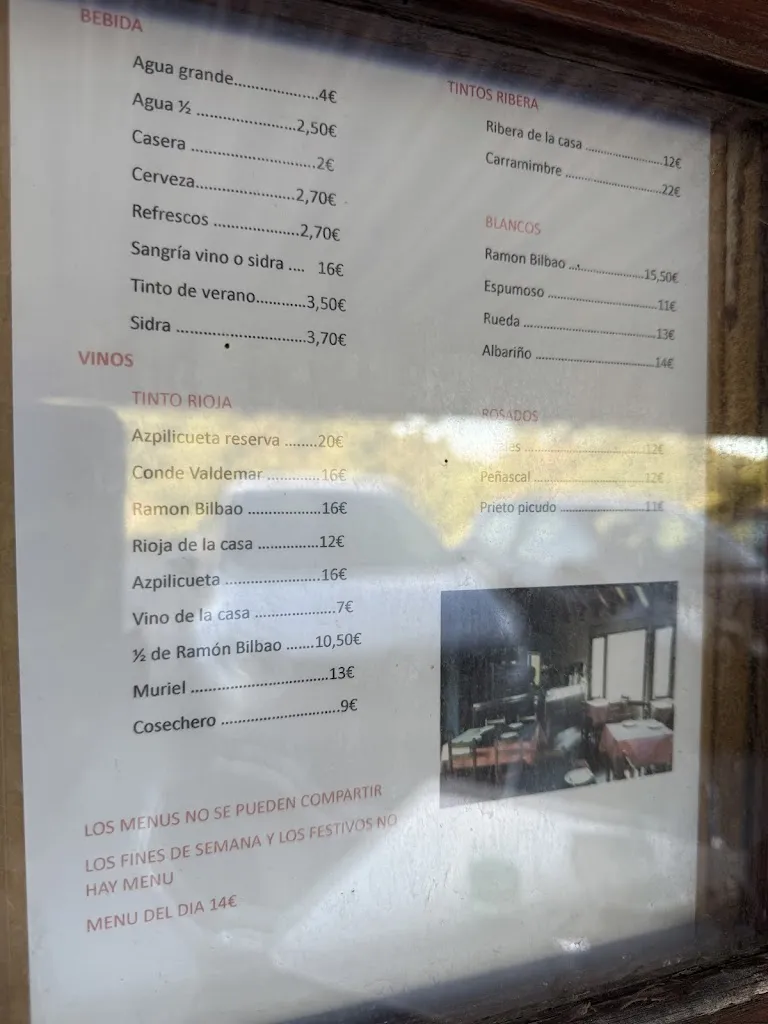 BEBIDA
Agua grande....................4€
Agua ½ .......................2,50€
Casera .............................2€
Cerveza.......................2,70€
Refrescos ....................2,70€
Sangría vino o sidra .... 16€
Tinto de verano............3,50€
Sidra .............................3,70€
VINOS
TINTO RIOJA
Azpilicueta reserva ........20€
Conde Valdemar .............16€
Ramon Bilbao ..................16€
Rioja de la casa ...............12€
Azpilicueta .......................16€
Vino de la casa ...................7€
½ de Ramón Bilbao .......10,50€
Muriel ................................13€
Cosechero ...........................9€
LOS MENUS NO SE PUEDEN COMPARTIR
LOS FINES DE SEMANA Y LOS FESTIVOS NO
HAY MENU
MENU DEL DIA 14€
TINTOS RIBERA
Ribera de la casa ......................12€
Carramimbre ...........................22€
BLANCOS
Ramon Bilbao .....................15,50€
Espumoso ...............................11€
Rueda ......................................13€
Albariño ...................................14€
ROSADOS
....................................12€
Peñascal ..................................12€
Prieto picudo ...........................11€